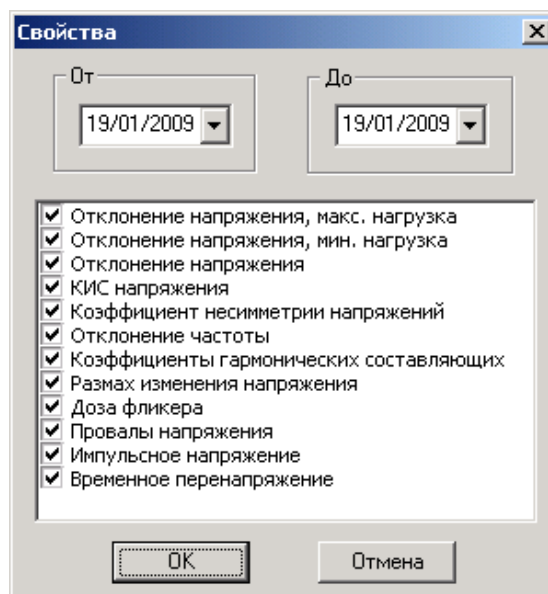 Свойства
От До
19/01/2009 19/01/2009
Отклонение напряжения, макс. нагрузка
Отклонение напряжения, мин. нагрузка
Отклонение напряжения
КИС напряжения
Коэффициент несимметрии напряжений
Отклонение частоты
Коэффициенты гармонических составляющих
Размах изменения напряжения
Доза фликера
Провалы напряжения
Импульсное напряжение
Временное перенапряжение
OK Отмена